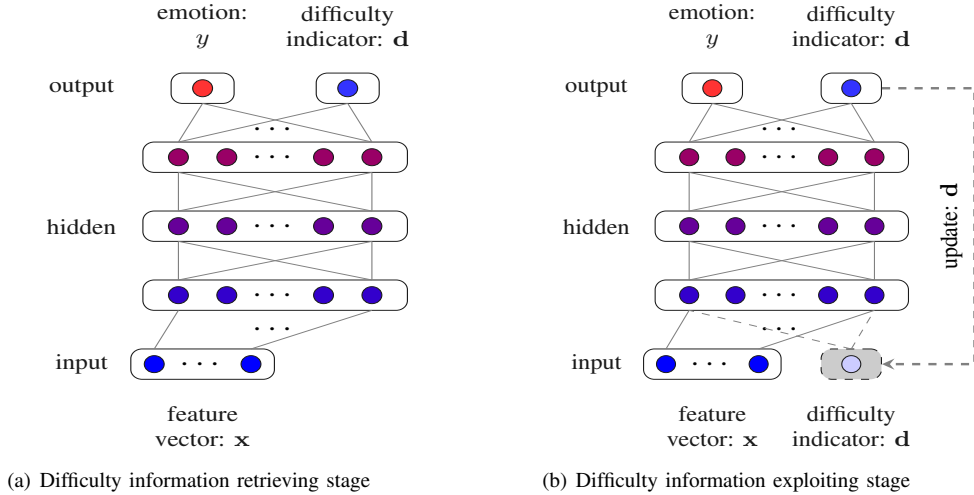 emotion:
y
difficulty
indicator: d
output
. . .
. . .
hidden
. . .
. . .
. . .
input
. . .
feature
vector: x
(a) Difficulty information retrieving stage
emotion:
y
difficulty
indicator: d
output
. . .
. . .
hidden
. . .
update: d
. . .
. . .
input
. . .
feature
vector: x
difficulty
indicator: d
(b) Difficulty information exploiting stage